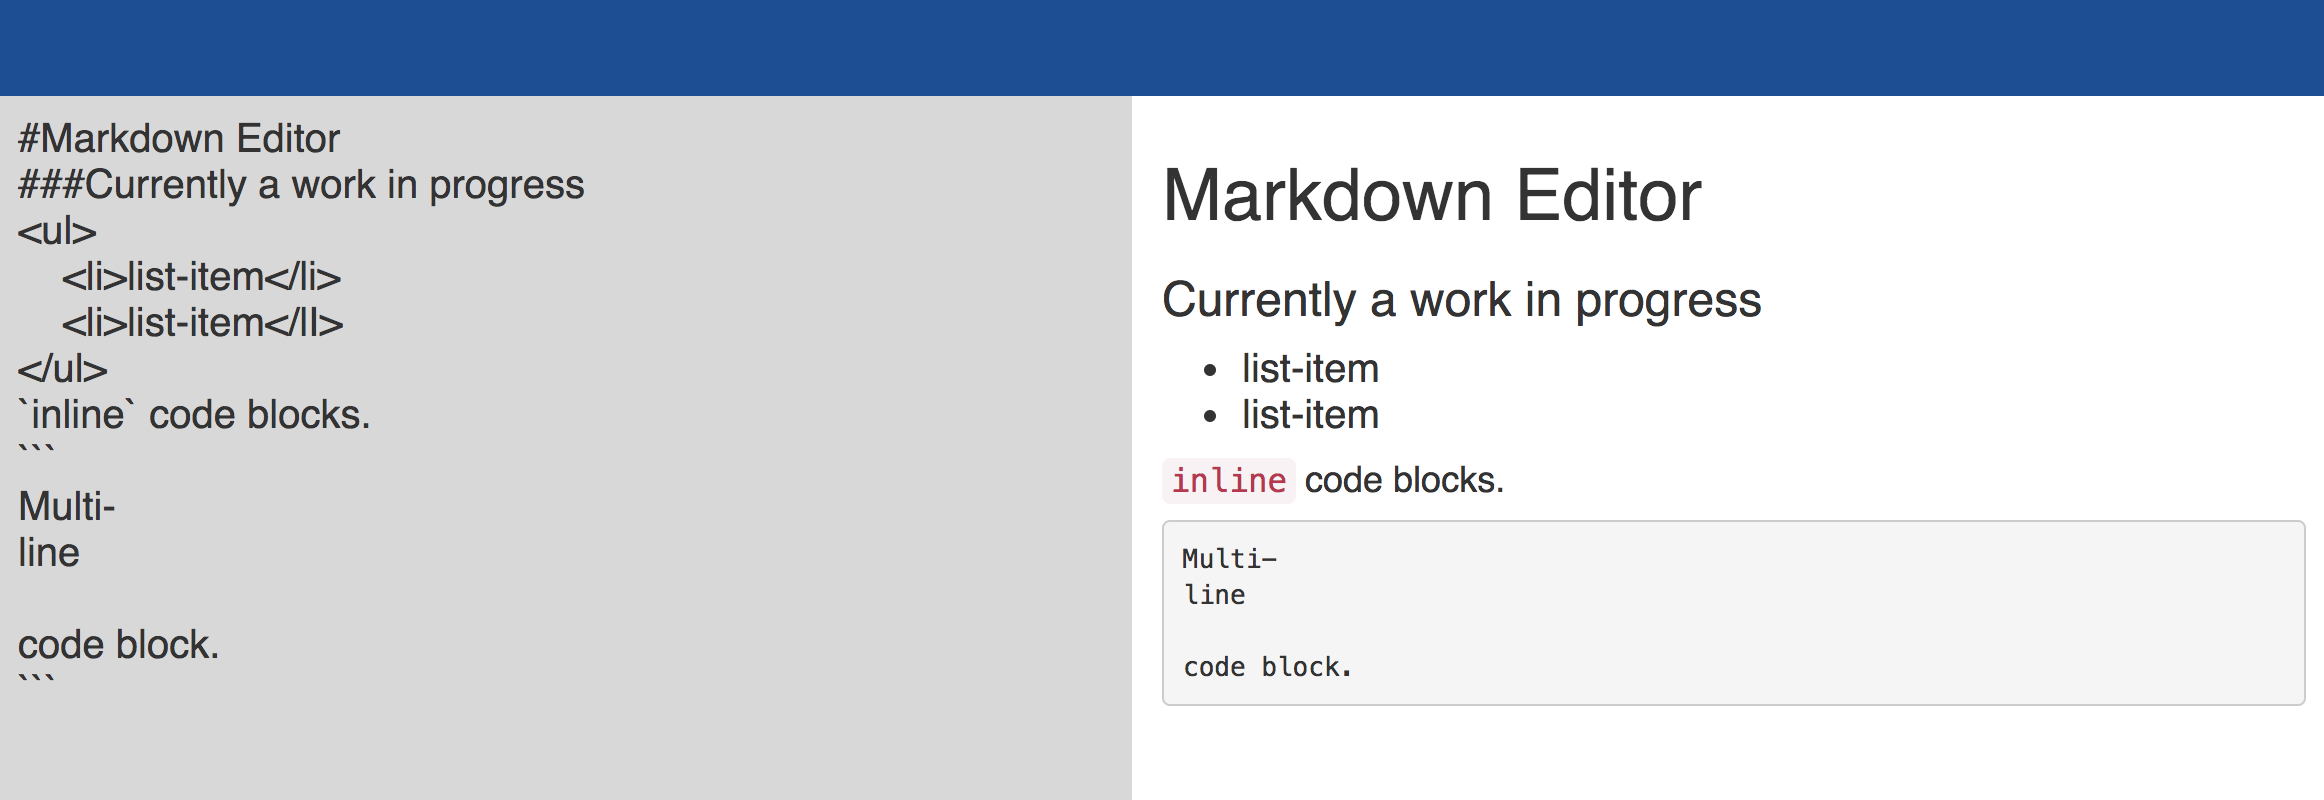 #Markdown Editor
###Currently a work in progress
<ul>
<li>list-item</li>
<li>list-item</lI>
</ul>
`inline` code blocks.
```
Multi-
line
code block.
```
Markdown Editor
Currently a work in progress
• list-item
• list-item
inline code blocks.
Multi-
line
code block.